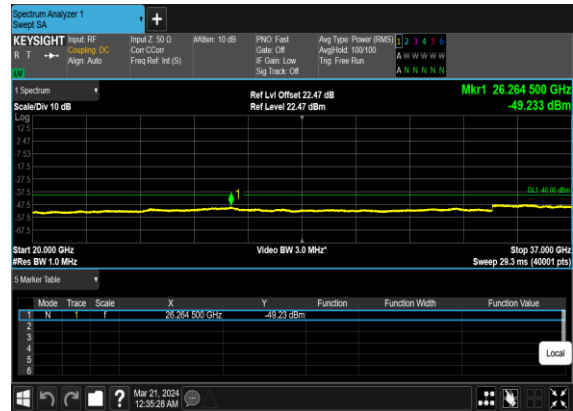 Spectrum Analyzer 1
Swept SA
+
KEYSIGHT Input: RF Input Z: 50 Ω #Atten: 10 dB PNO: Fast Avg Type: Power (RMS) 1 2 3 4 5 6
R T Coupling: DC Corr CCorr Gate: Off Avg|Hold: 100/100 A W W W W W
Align: Auto Freq Ref: Int (S) IF Gain: Low Trig: Free Run
Sig Track: Off A N N N N N
1 Spectrum Ref Lvl Offset 22.47 dB Mkr1 26.264 500 GHz
Scale/Div 10 dB Ref Level 22.47 dBm -49.233 dBm
Log
12.5
2.47
-7.53
-17.5
-27.5
-37.5 1 DL1 -40.00 dBm
-47.5
-57.5
-67.5
Start 20.000 GHz Video BW 3.0 MHz* Stop 37.000 GHz
#Res BW 1.0 MHz Sweep 29.3 ms (40001 pts)
5 Marker Table
Mode Trace Scale X Y Function Function Width Function Value
1 N 1 f 26.264 500 GHz -49.23 dBm
2
3
4
5
6
Local
? Mar 21, 2024
12:35:28 AM